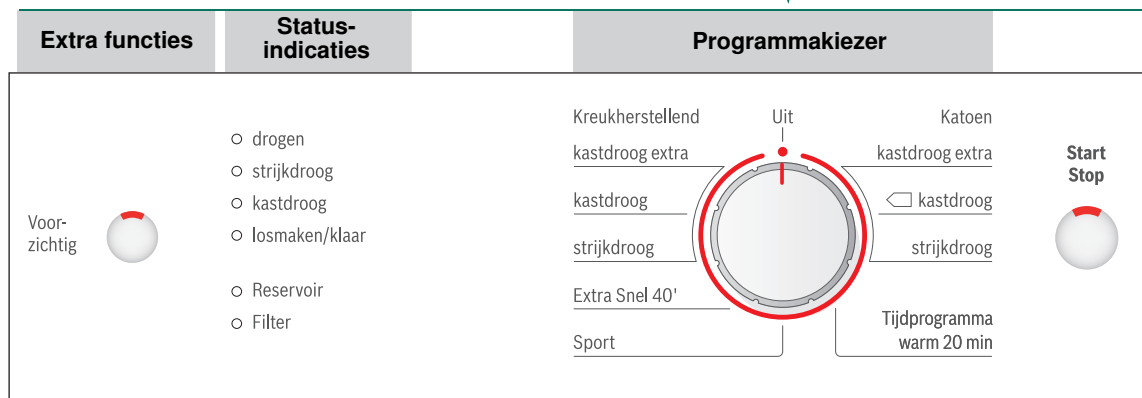 Extra functies
Status-
indicaties
Programmakiezer
Voor-
zichtig
drogen
strijkdroog
kastdroog
losmaken/klaar
Reservoir
Filter
Kreukherstellend
kastdroog extra
kastdroog
strijkdroog
Extra Snel 40'
Sport
Uit
Katoen
kastdroog extra
kastdroog
strijkdroog
Tijdprogramma
warm 20 min
Start
Stop